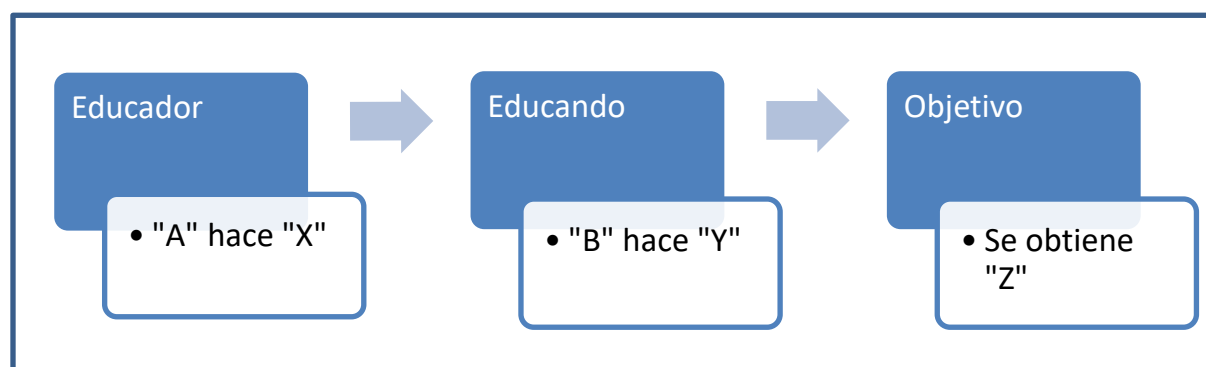 Educador
• "A" hace "X"
Educando
• "B" hace "Y"
Objetivo
• Se obtiene
"Z"